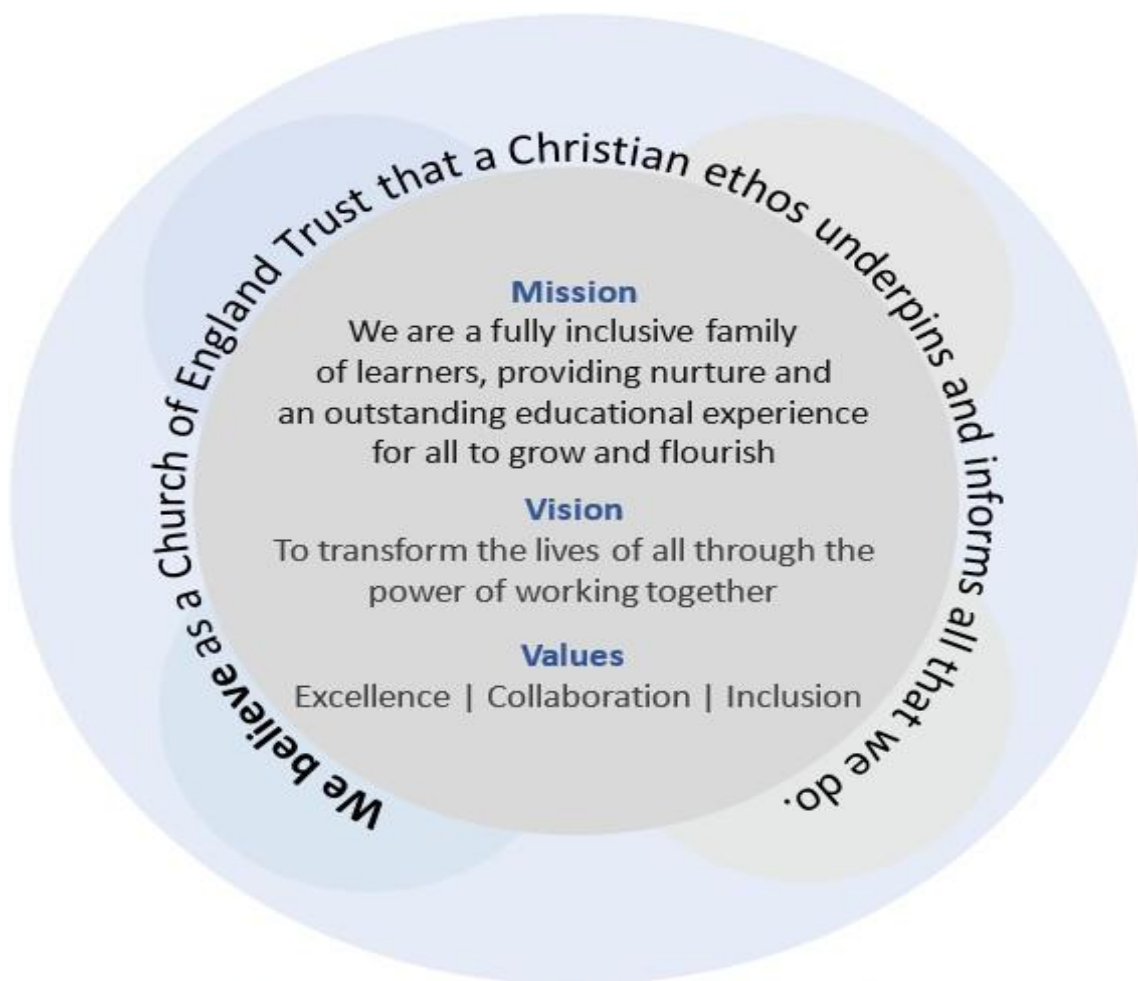 We believe as a Church of England Trust that a Christian ethos underpins and informs all that we do.
Mission
We are a fully inclusive family
of learners, providing nurture and
an outstanding educational experience
for all to grow and flourish
Vision
To transform the lives of all through the
power of working together
Values
Excellence | Collaboration | Inclusion